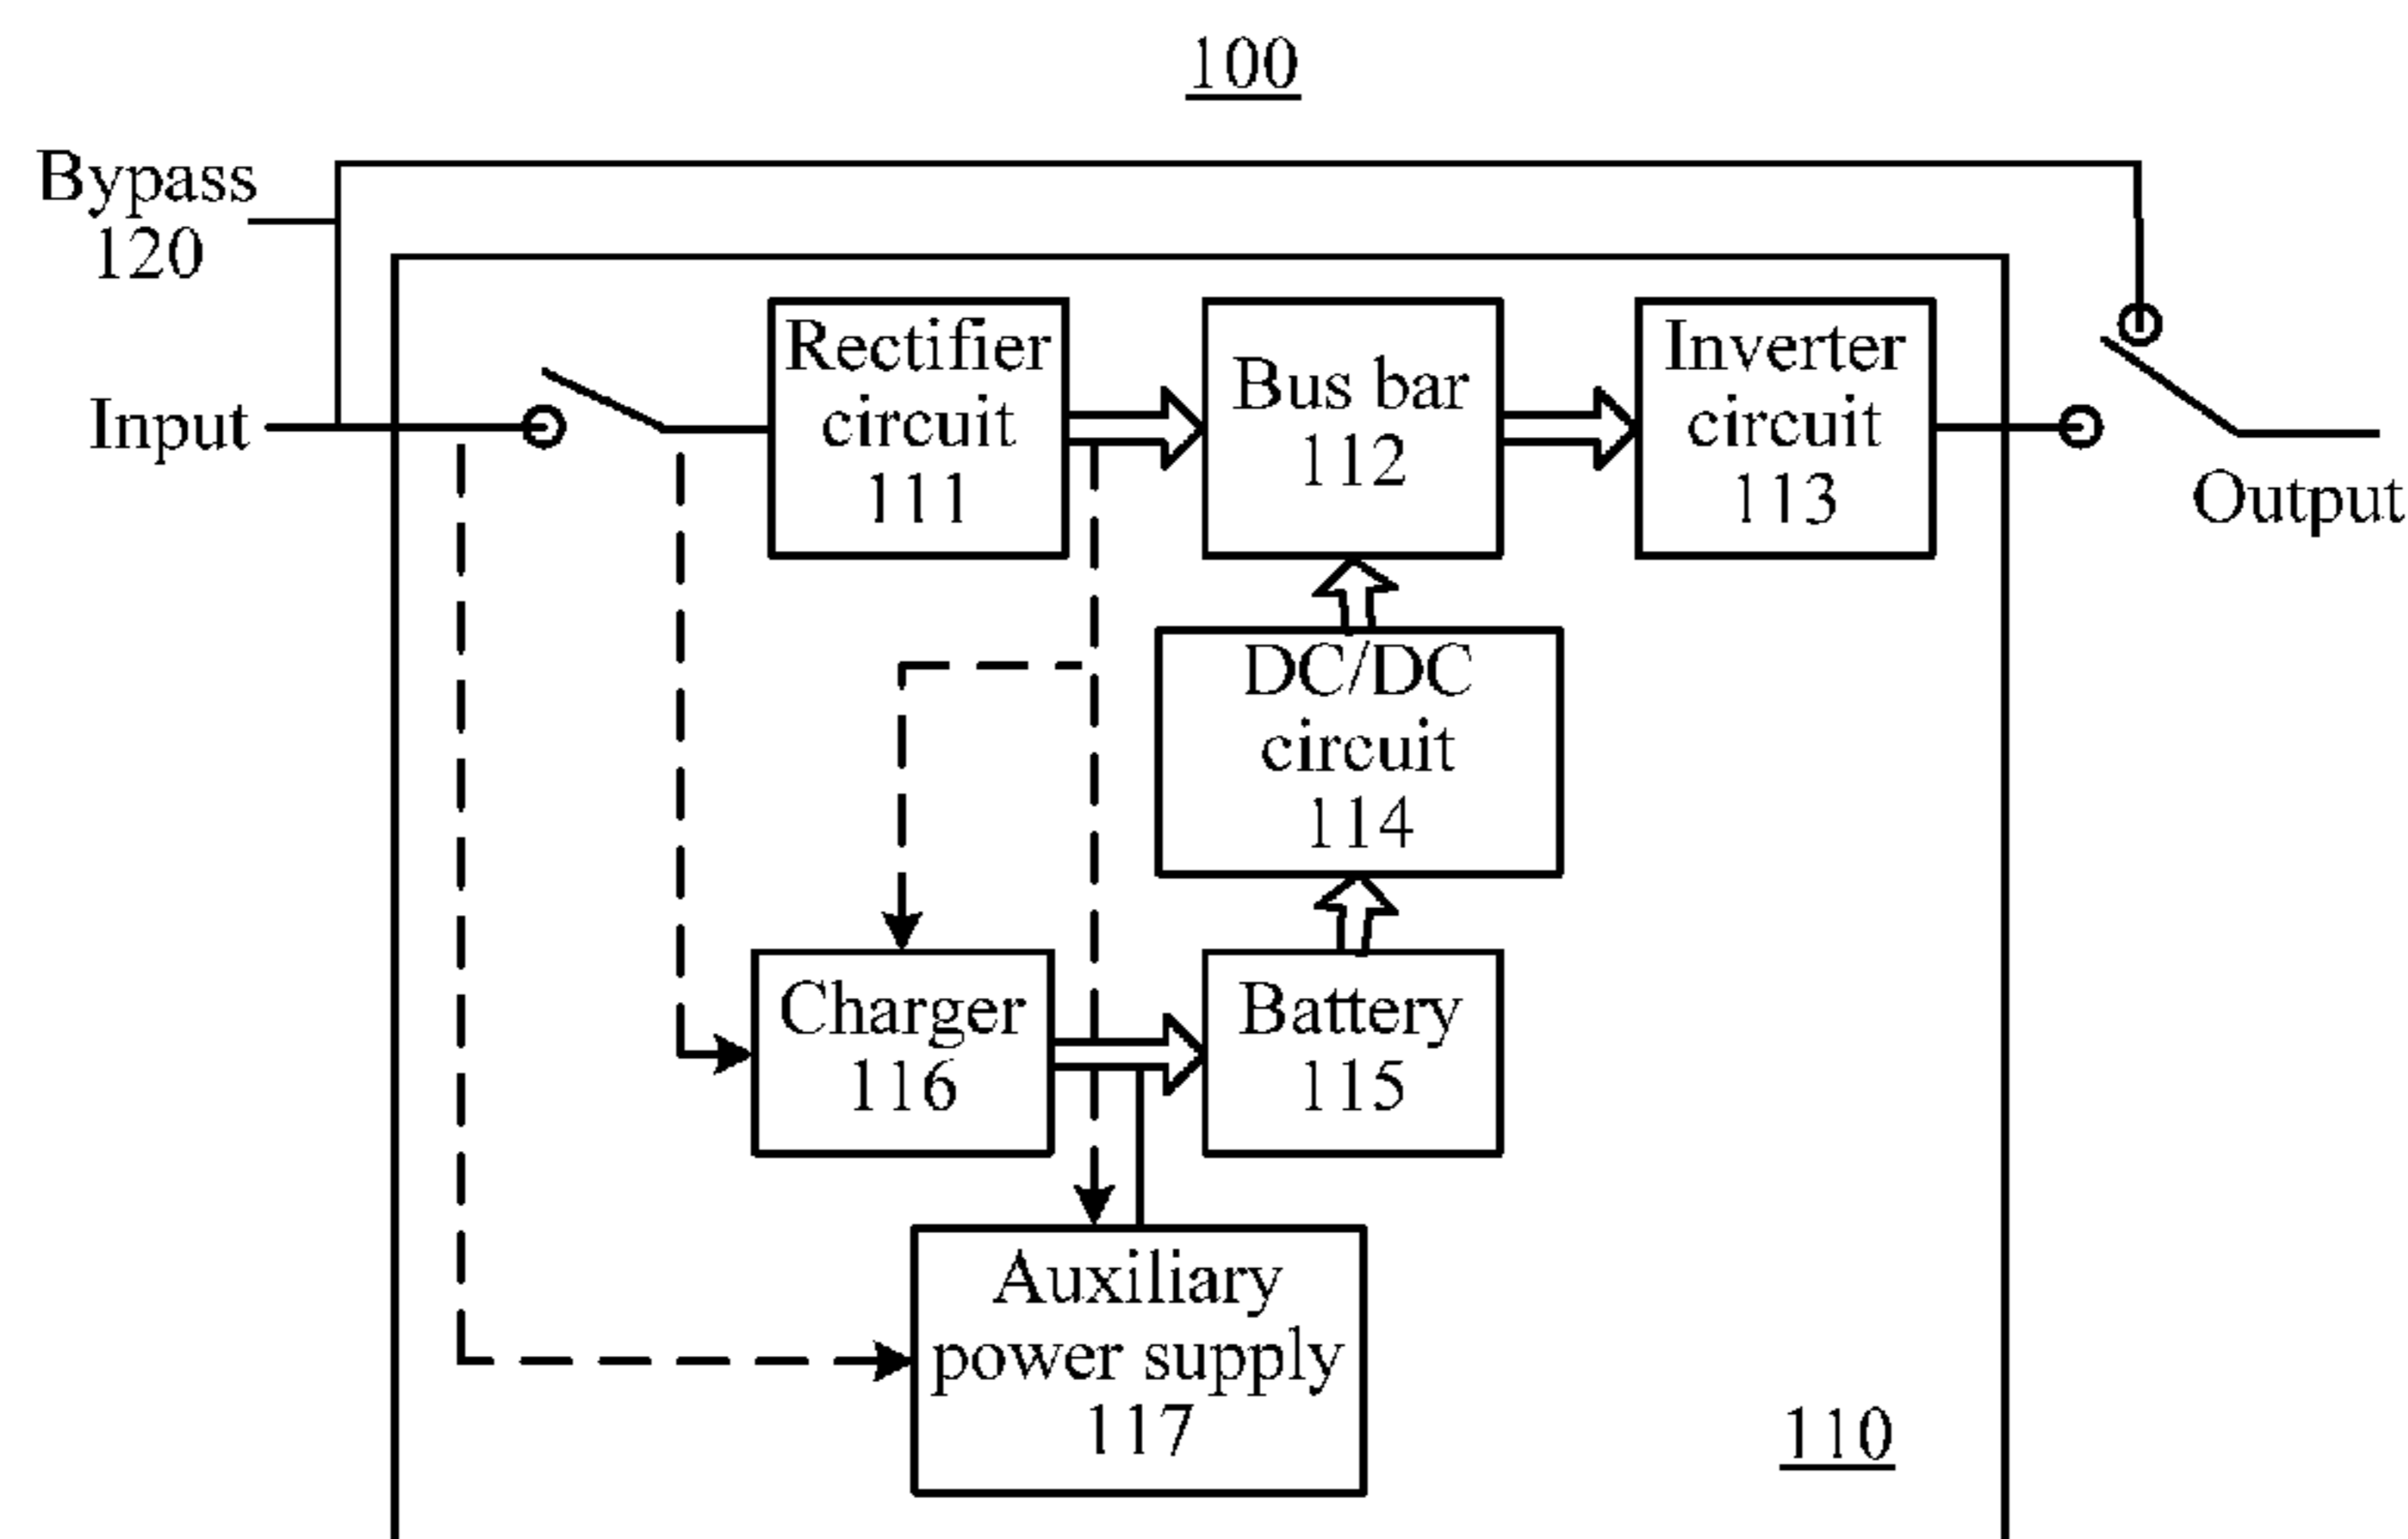 100
Bypass
120
Input
Rectifier
circuit
111
Bus bar
112
Inverter
circuit
113
Output
DC/DC
circuit
114
Charger
116
Battery
115
Auxiliary
power supply
117
110